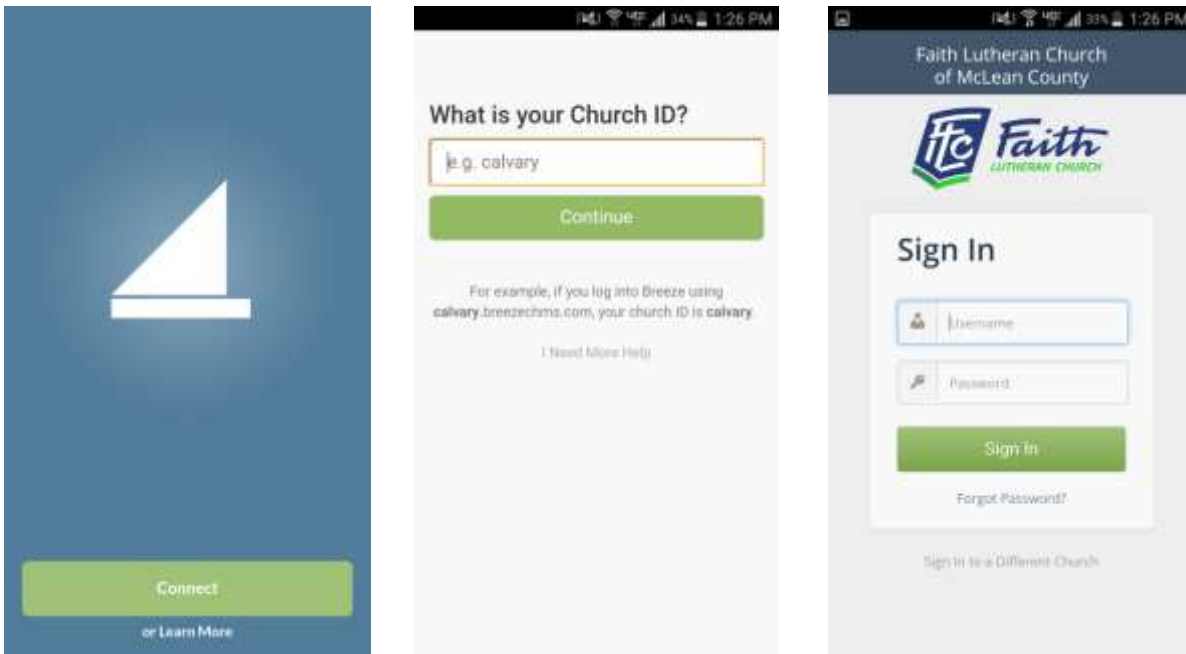 Connect
or Learn More
34% 1:26 PM
What is your Church ID?
e.g. calvary
Continue
For example, if you log into Breeze using
calvary.breezechms.com, your church ID is calvary.
I Need More Help
33% 1:26 PM
Faith Lutheran Church
of McLean County
flc Faith
LUTHERAN CHURCH
Sign In
Username
Password
Sign In
Forgot Password?
Sign In to a Different Church